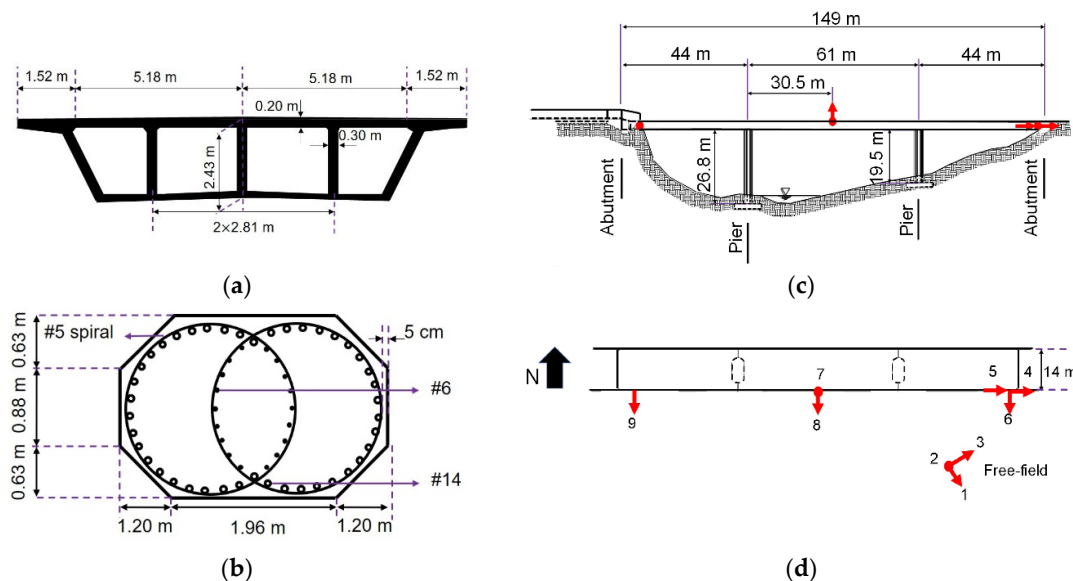 1.52 m
5.18 m
5.18 m
1.52 m
0.20 m
0.30 m
2.43 m
2×2.81 m
(a)
149 m
44 m
61 m
44 m
30.5 m
26.8 m
19.5 m
Abutment
Pier
Pier
Abutment
(c)
#5 spiral
5 cm
0.63 m
0.88 m
0.63 m
#6
#14
1.20 m
1.96 m
1.20 m
(b)
N
7
5
4
14 m
9
8
6
3
2
Free-field
1
(d)